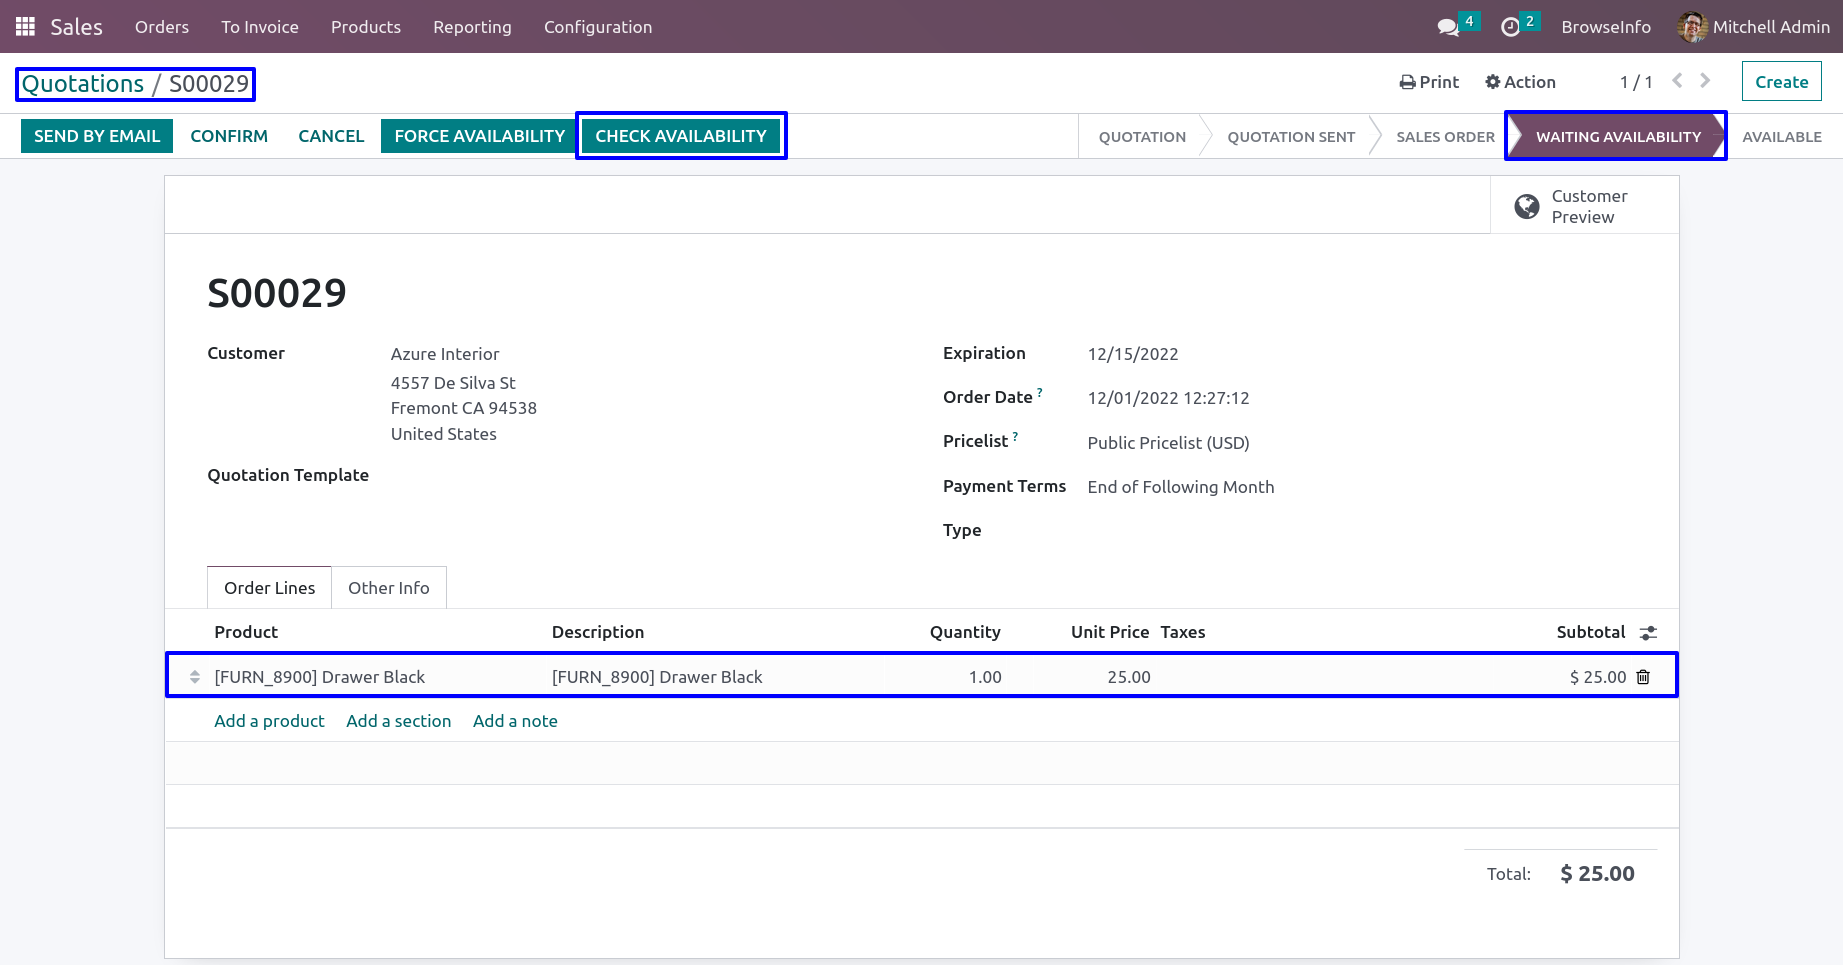 Sales Orders To Invoice Products Reporting Configuration 4 2 BrowseInfo Mitchell Admin
Quotations / S00029 Print Action 1 / 1 Create
SEND BY EMAIL CONFIRM CANCEL FORCE AVAILABILITY CHECK AVAILABILITY QUOTATION QUOTATION SENT SALES ORDER WAITING AVAILABILITY AVAILABLE
Customer
Preview
S00029
Customer Azure Interior
4557 De Silva St
Fremont CA 94538
United States
Quotation Template
Expiration 12/15/2022
Order Date ? 12/01/2022 12:27:12
Pricelist ? Public Pricelist (USD)
Payment Terms End of Following Month
Type
Order Lines Other Info
Product Description Quantity Unit Price Taxes Subtotal
[FURN_8900] Drawer Black [FURN_8900] Drawer Black 1.00 25.00 $ 25.00
Add a product Add a section Add a note
Total: $ 25.00